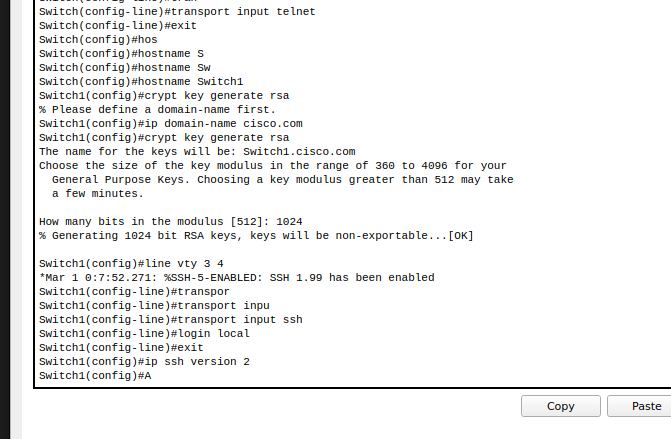 Switch(config-line)#transport input telnet
Switch(config-line)#exit
Switch(config)#hos
Switch(config)#hostname S
Switch(config)#hostname Sw
Switch(config)#hostname Switch1
Switch1(config)#crypt key generate rsa
% Please define a domain-name first.
Switch1(config)#ip domain-name cisco.com
Switch1(config)#crypt key generate rsa
The name for the keys will be: Switch1.cisco.com
Choose the size of the key modulus in the range of 360 to 4096 for your
General Purpose Keys. Choosing a key modulus greater than 512 may take
a few minutes.
How many bits in the modulus [512]: 1024
% Generating 1024 bit RSA keys, keys will be non-exportable...[OK]
Switch1(config)#line vty 3 4
*Mar 1 0:7:52.271: %SSH-5-ENABLED: SSH 1.99 has been enabled
Switch1(config-line)#transpor
Switch1(config-line)#transport inpu
Switch1(config-line)#transport input ssh
Switch1(config-line)#login local
Switch1(config-line)#exit
Switch1(config)#ip ssh version 2
Switch1(config)#A
Copy
Paste